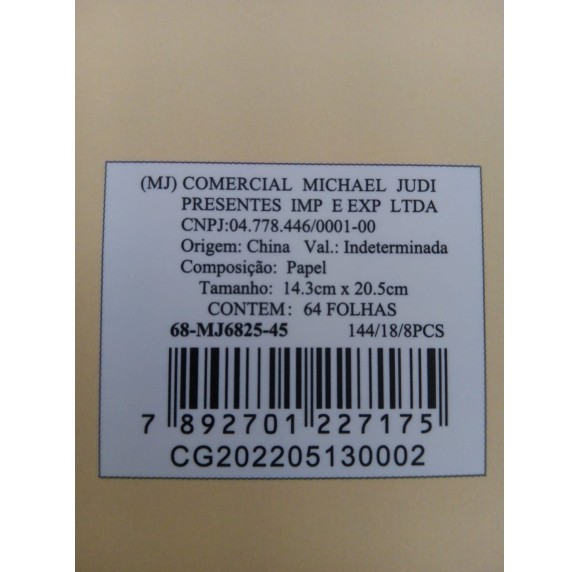 (MJ) COMERCIAL MICHAEL JUDI
PRESENTES IMP E EXP LTDA
CNPJ:04.778.446/0001-00
Origem: China Val.: Indeterminada
Composição: Papel
Tamanho: 14.3cm x 20.5cm
CONTEM: 64 FOLHAS
68-MJ6825-45 144/18/8PCS
7 892701 227175
CG202205130002